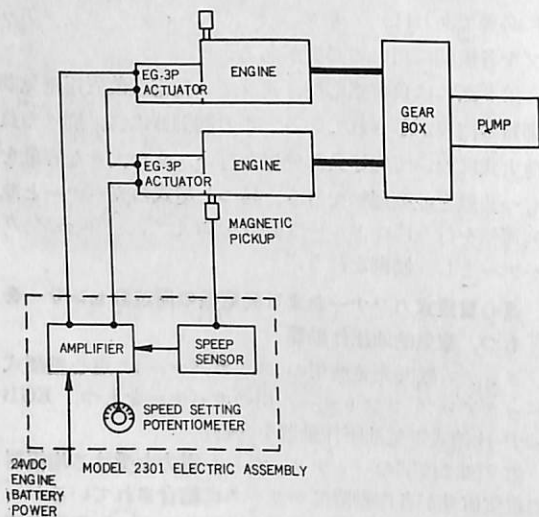 EG-3P
ACTUATOR
ENGINE
GEAR
BOX
PUMP
EG-3P
ACTUATOR
ENGINE
MAGNETIC
PICKUP
AMPLIFIER
SPEEP
SENSOR
SPEED SETTING
POTENTIOMETER
24VDC
ENGINE
BATTERY
POWER
MODEL 2301 ELECTRIC ASSEMBLY